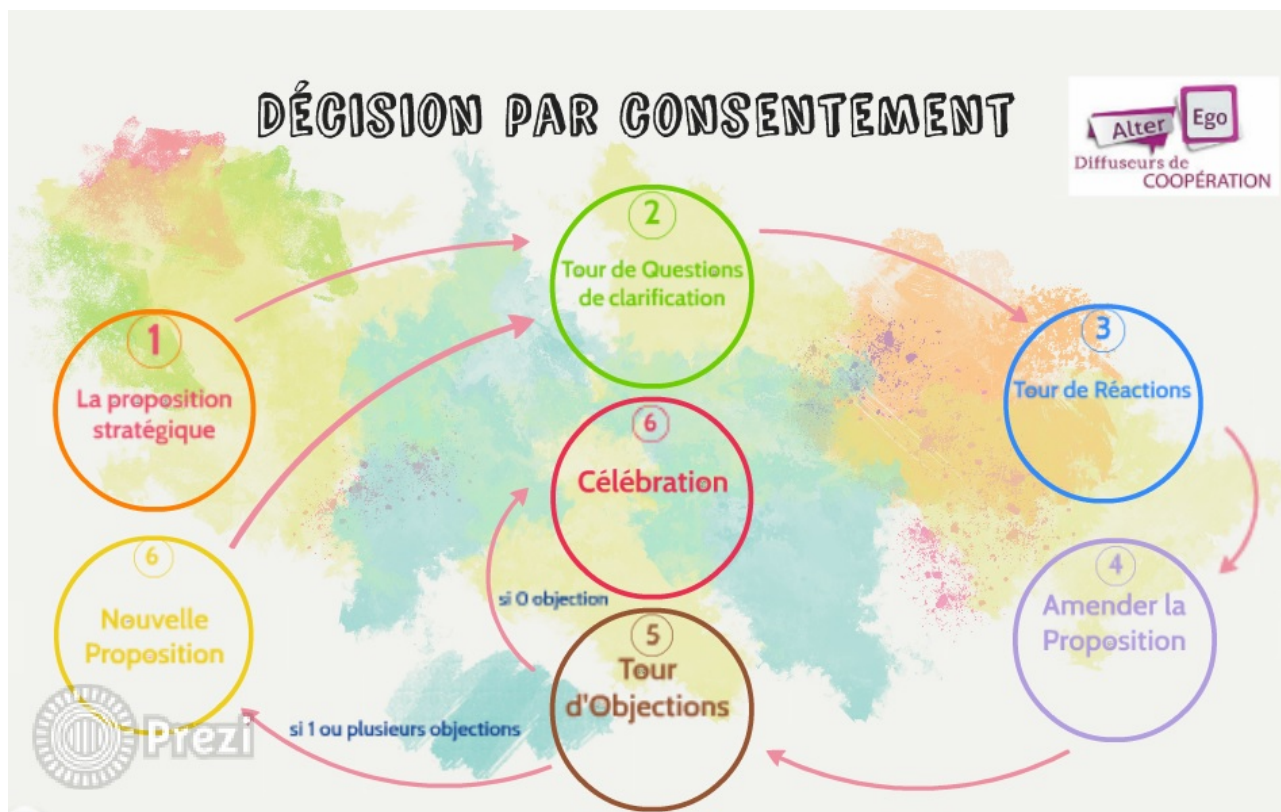 DÉCISION PAR CONSENTEMENT
Alter Ego
Diffuseurs de
COOPÉRATION
1
La proposition
stratégique
2
Tour de Questions
de clarification
3
Tour de Réactions
4
Amender la
Proposition
5
Tour
d'Objections
si 0 objection
6
Célébration
si 1 ou plusieurs objections
6
Nouvelle
Proposition
Prezi